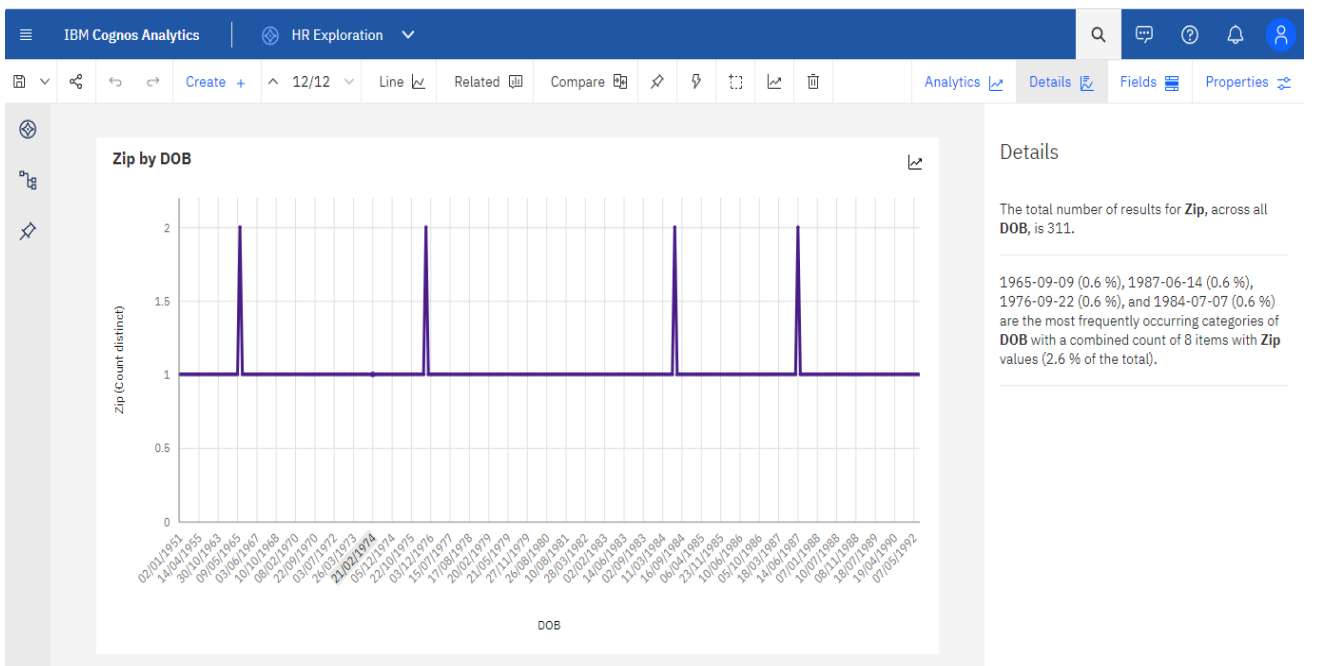 IBM Cognos Analytics
HR Exploration
Create +
12/12
Line
Related
Compare
Analytics
Details
Fields
Properties
Zip by DOB
Zip (Count distinct)
2
1.5
1
0.5
0
02/01/1951
14/04/1955
30/10/1963
09/05/1965
03/06/1967
10/10/1968
08/02/1970
22/09/1970
03/07/1972
26/03/1973
21/02/1974
05/12/1974
22/10/1975
03/12/1976
15/07/1977
17/08/1978
20/02/1979
21/05/1979
27/11/1979
26/08/1980
10/08/1981
28/03/1982
02/02/1983
14/06/1983
02/09/1983
11/03/1984
16/09/1984
06/04/1985
23/11/1985
10/06/1986
05/10/1986
18/03/1987
14/06/1987
07/01/1988
10/07/1988
08/11/1988
18/07/1989
19/04/1990
07/05/1992
DOB
Details
The total number of results for Zip, across all
DOB, is 311.
1965-09-09 (0.6 %), 1987-06-14 (0.6 %),
1976-09-22 (0.6 %), and 1984-07-07 (0.6 %)
are the most frequently occurring categories of
DOB with a combined count of 8 items with Zip
values (2.6 % of the total).